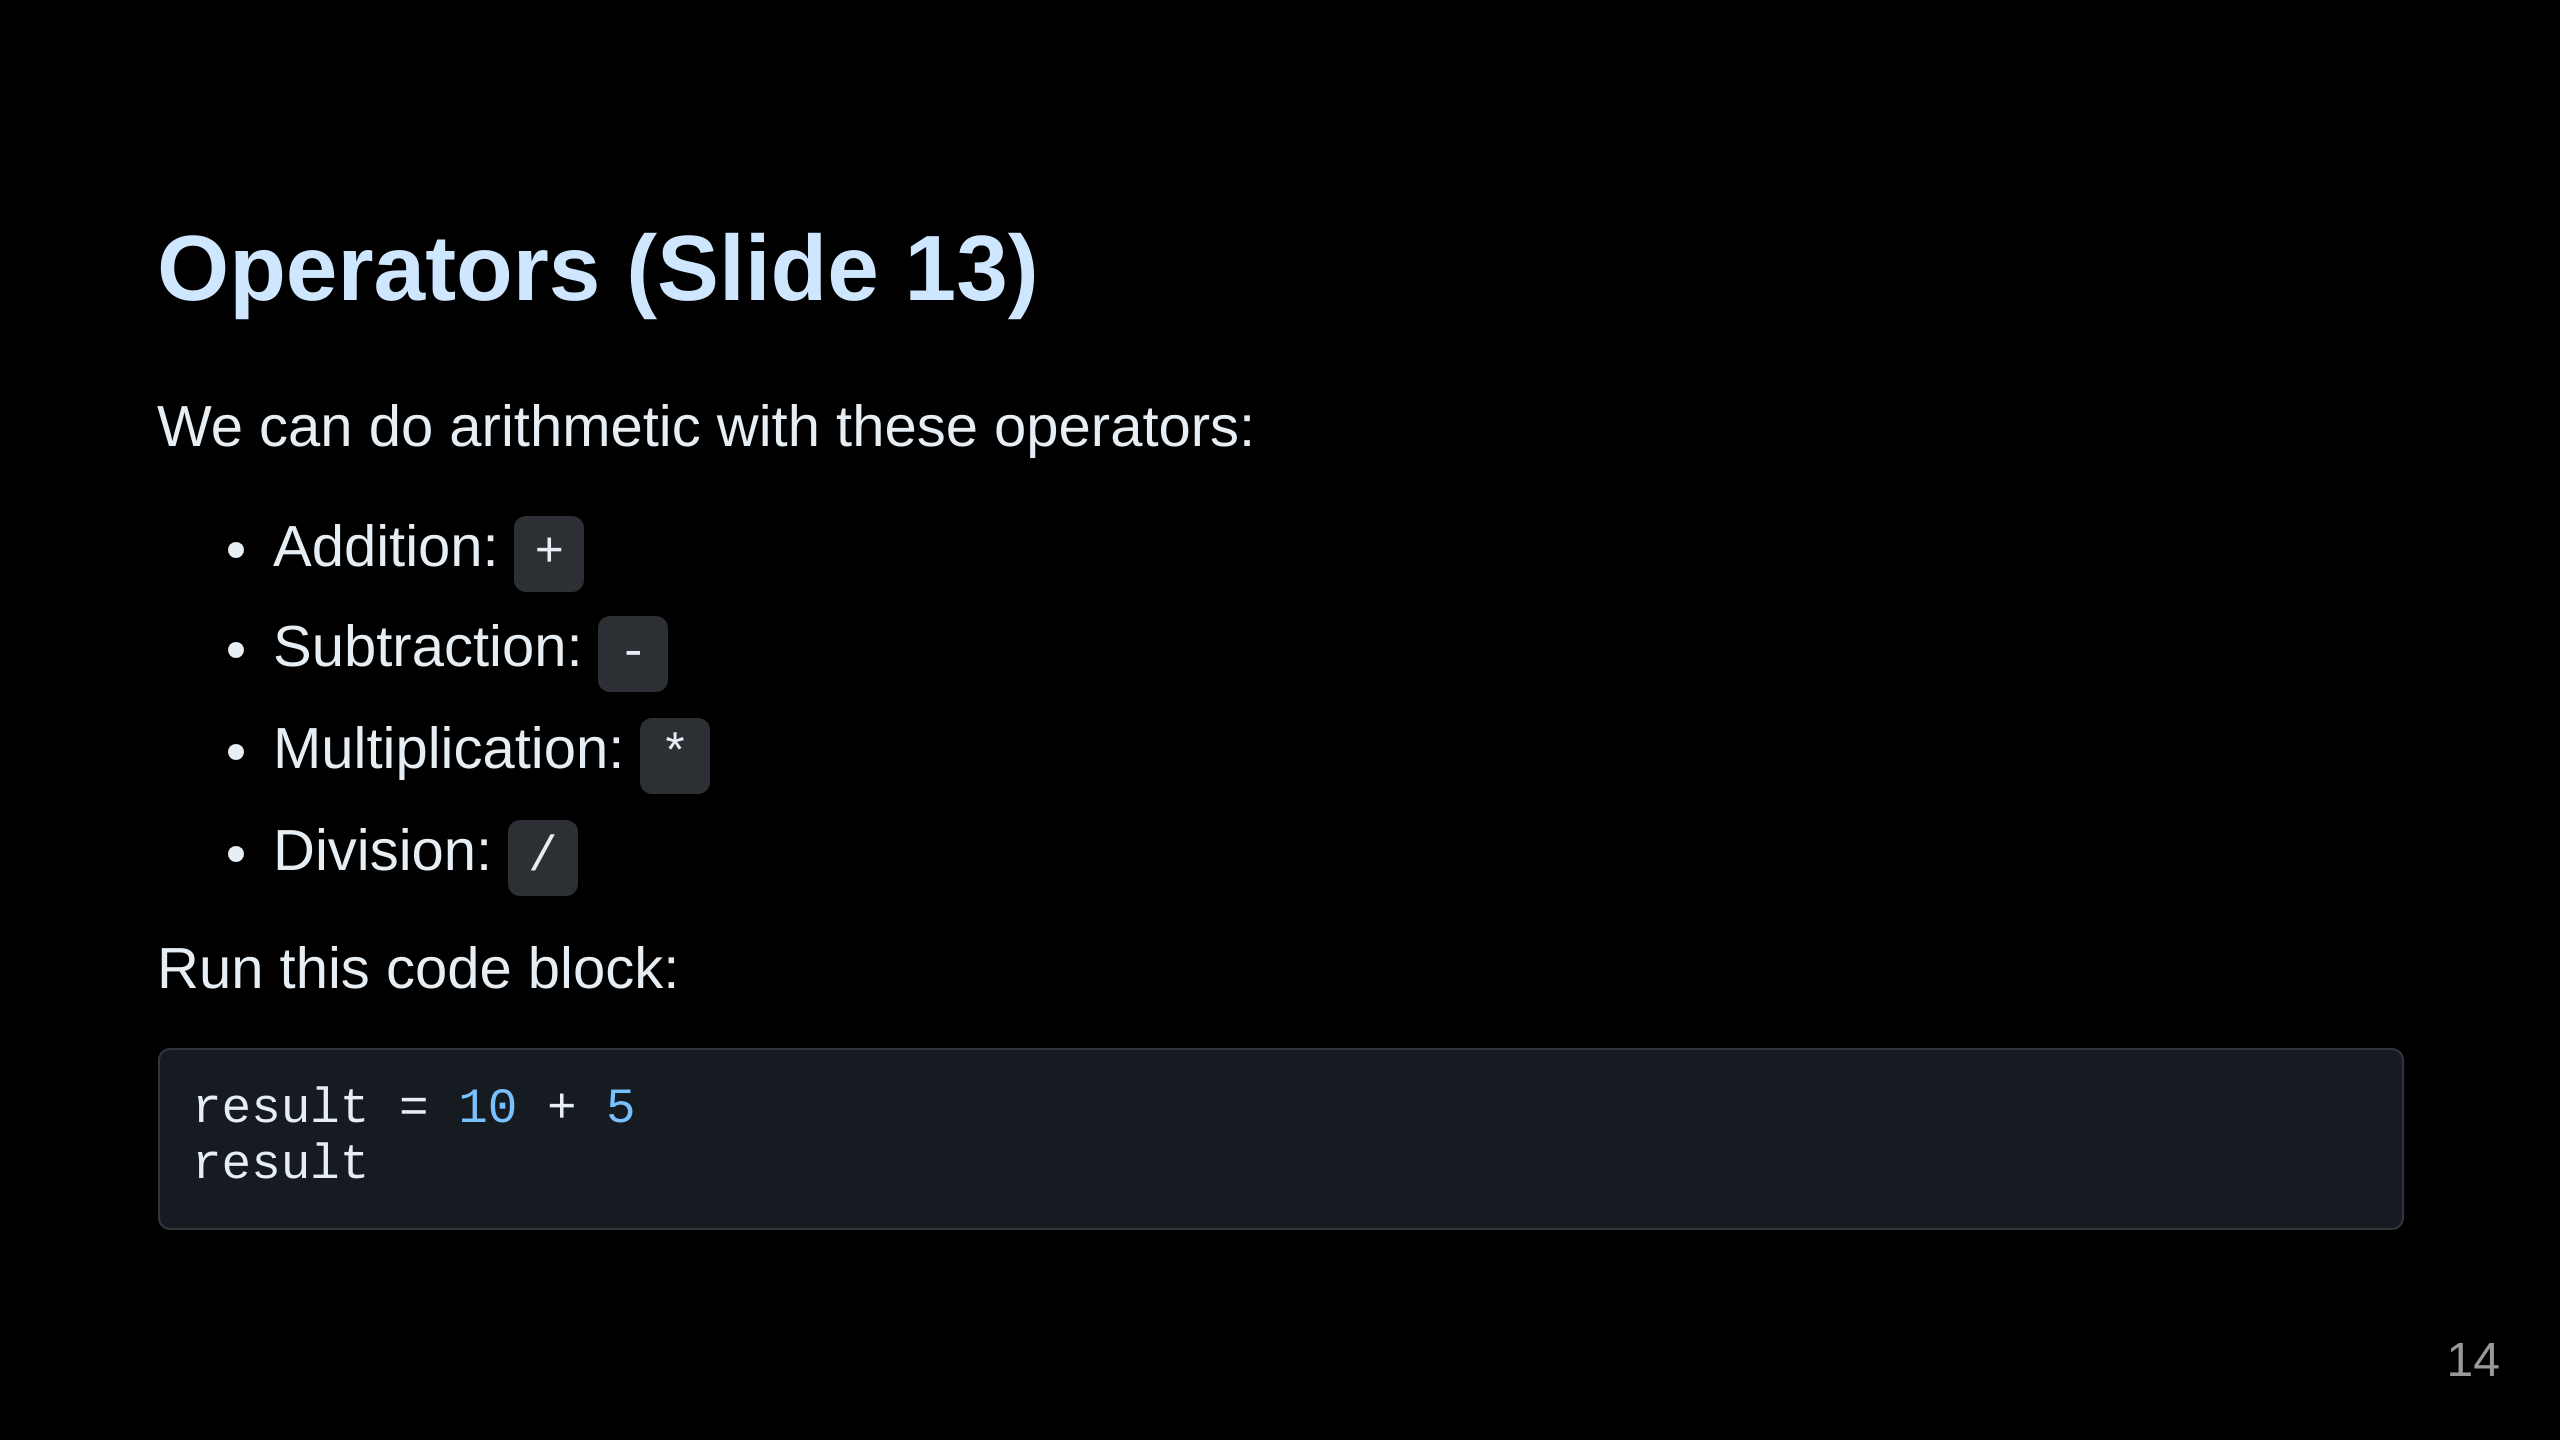 Operators (Slide 13)
We can do arithmetic with these operators:
• Addition: +
• Subtraction: -
• Multiplication: *
• Division: /
Run this code block:
result = 10 + 5
result
14